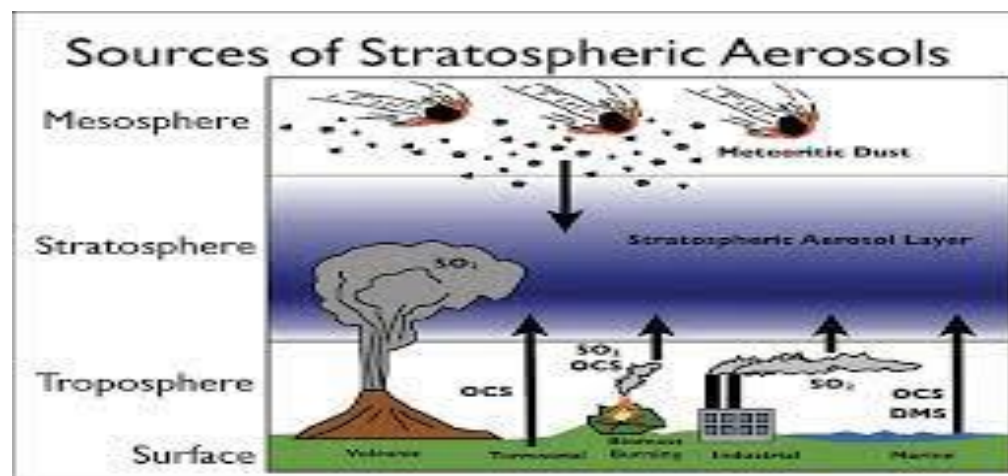 Sources of Stratospheric Aerosols
Mesosphere
Meteoritic Dust
Stratosphere
Stratospheric Aerosol Layer
SO₂
Troposphere
OCS
SO₂
OCS
SO₂
OCS
DMS
Surface
Volcanic
Terrestrial
Biomass
Burning
Industrial
Marine